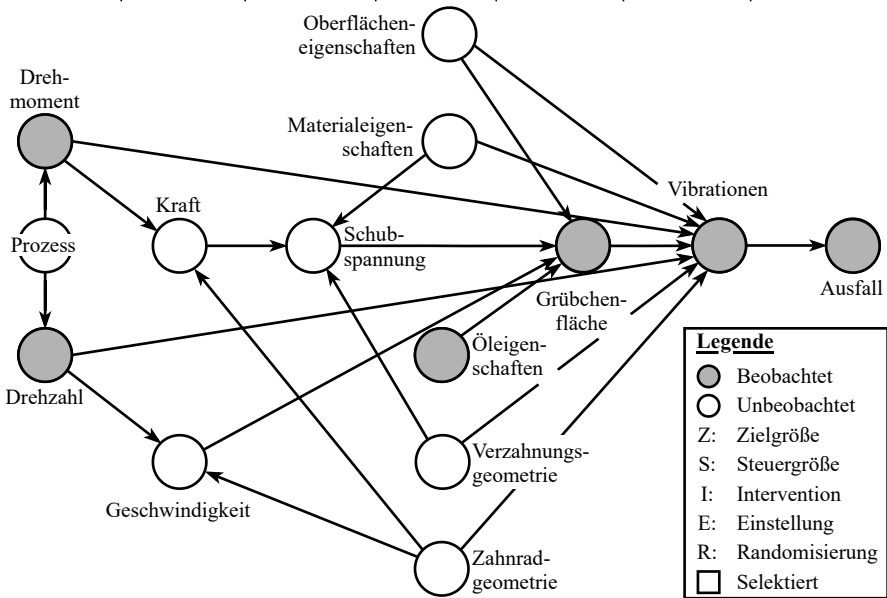 Oberflächen-
eigenschaften
Dreh-
moment
Materialeigen-
schaften
Vibrationen
Kraft
Prozess
Schub-
spannung
Ausfall
Grübchen-
fläche
Öleigen-
schaften
Drehzahl
Verzahnungs-
geometrie
Geschwindigkeit
Zahnrad-
geometrie
Legende
Beobachtet
Unbeobachtet
Z: Zielgröße
S: Steuergröße
I: Intervention
E: Einstellung
R: Randomisierung
Selektiert